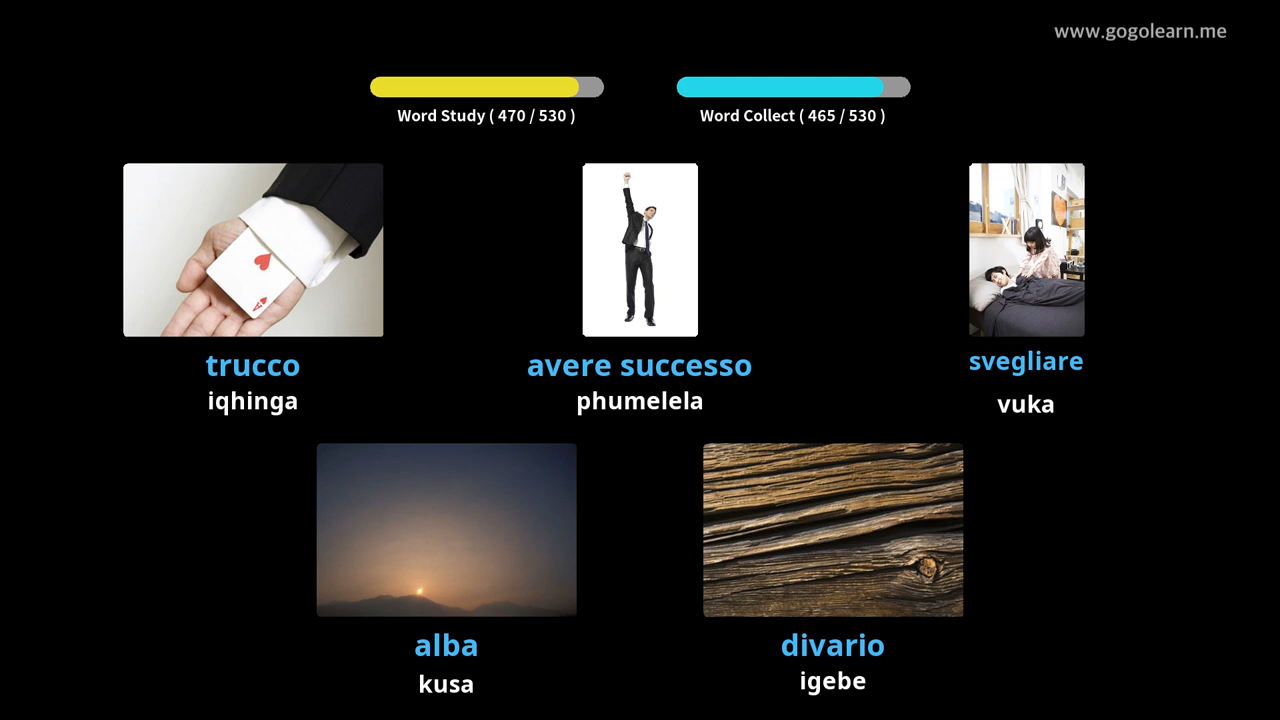 www.gogolearn.me
Word Study ( 470 / 530 )
Word Collect ( 465 / 530 )
trucco
iqhinga
avere successo
phumelela
svegliare
vuka
alba
kusa
divario
igebe